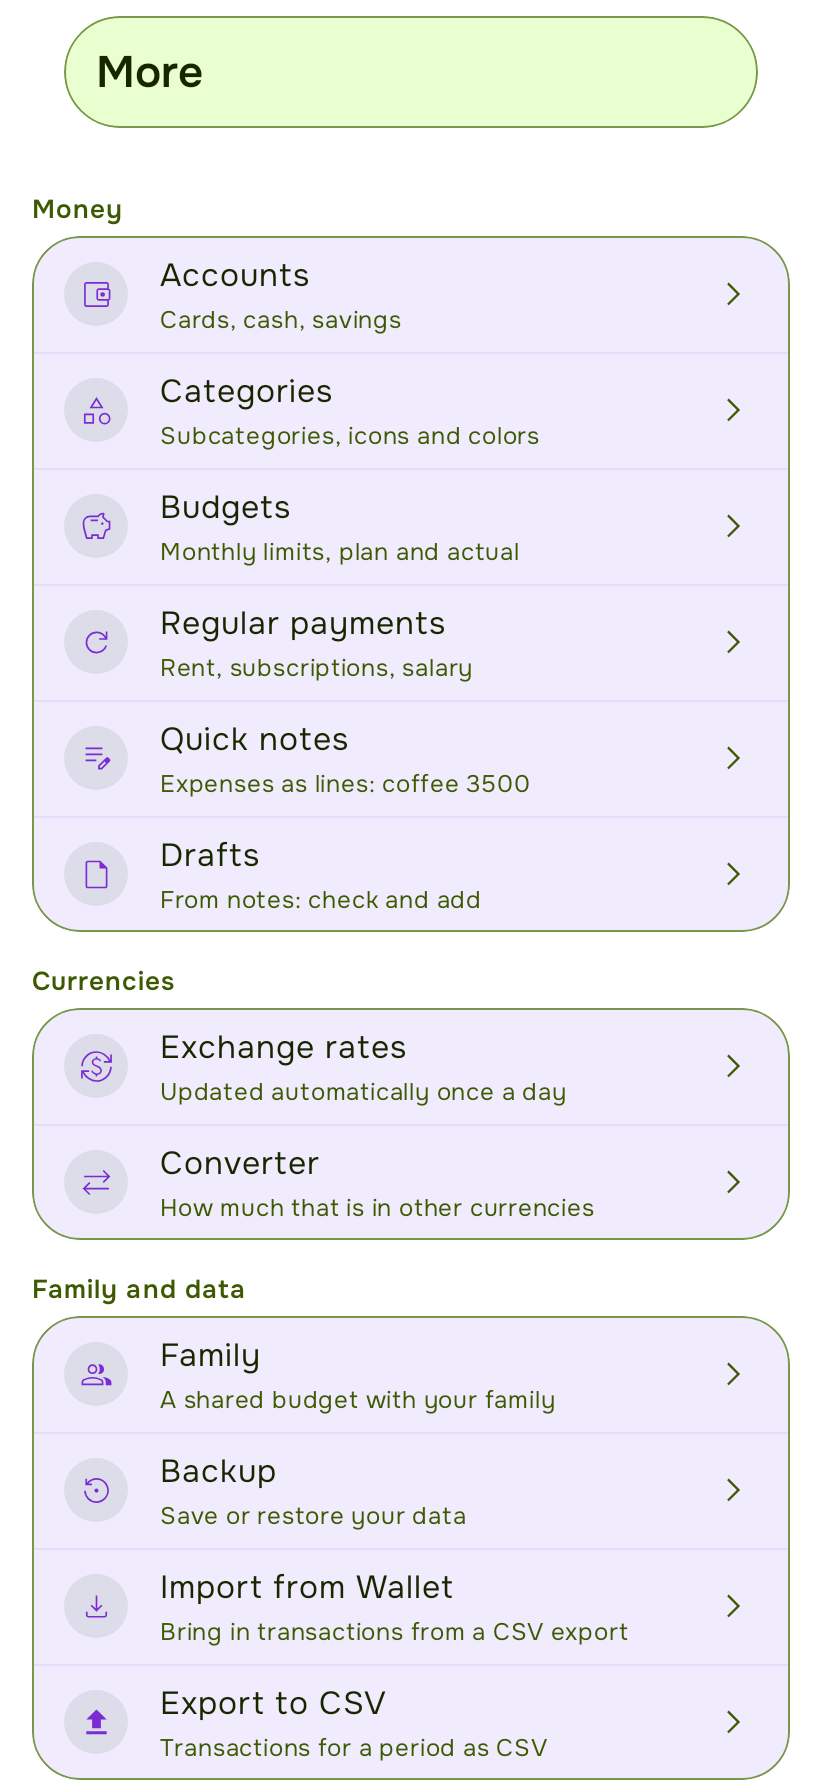 More
Money
Accounts
Cards, cash, savings
Categories
Subcategories, icons and colors
Budgets
Monthly limits, plan and actual
Regular payments
Rent, subscriptions, salary
Quick notes
Expenses as lines: coffee 3500
Drafts
From notes: check and add
Currencies
Exchange rates
Updated automatically once a day
Converter
How much that is in other currencies
Family and data
Family
A shared budget with your family
Backup
Save or restore your data
Import from Wallet
Bring in transactions from a CSV export
Export to CSV
Transactions for a period as CSV